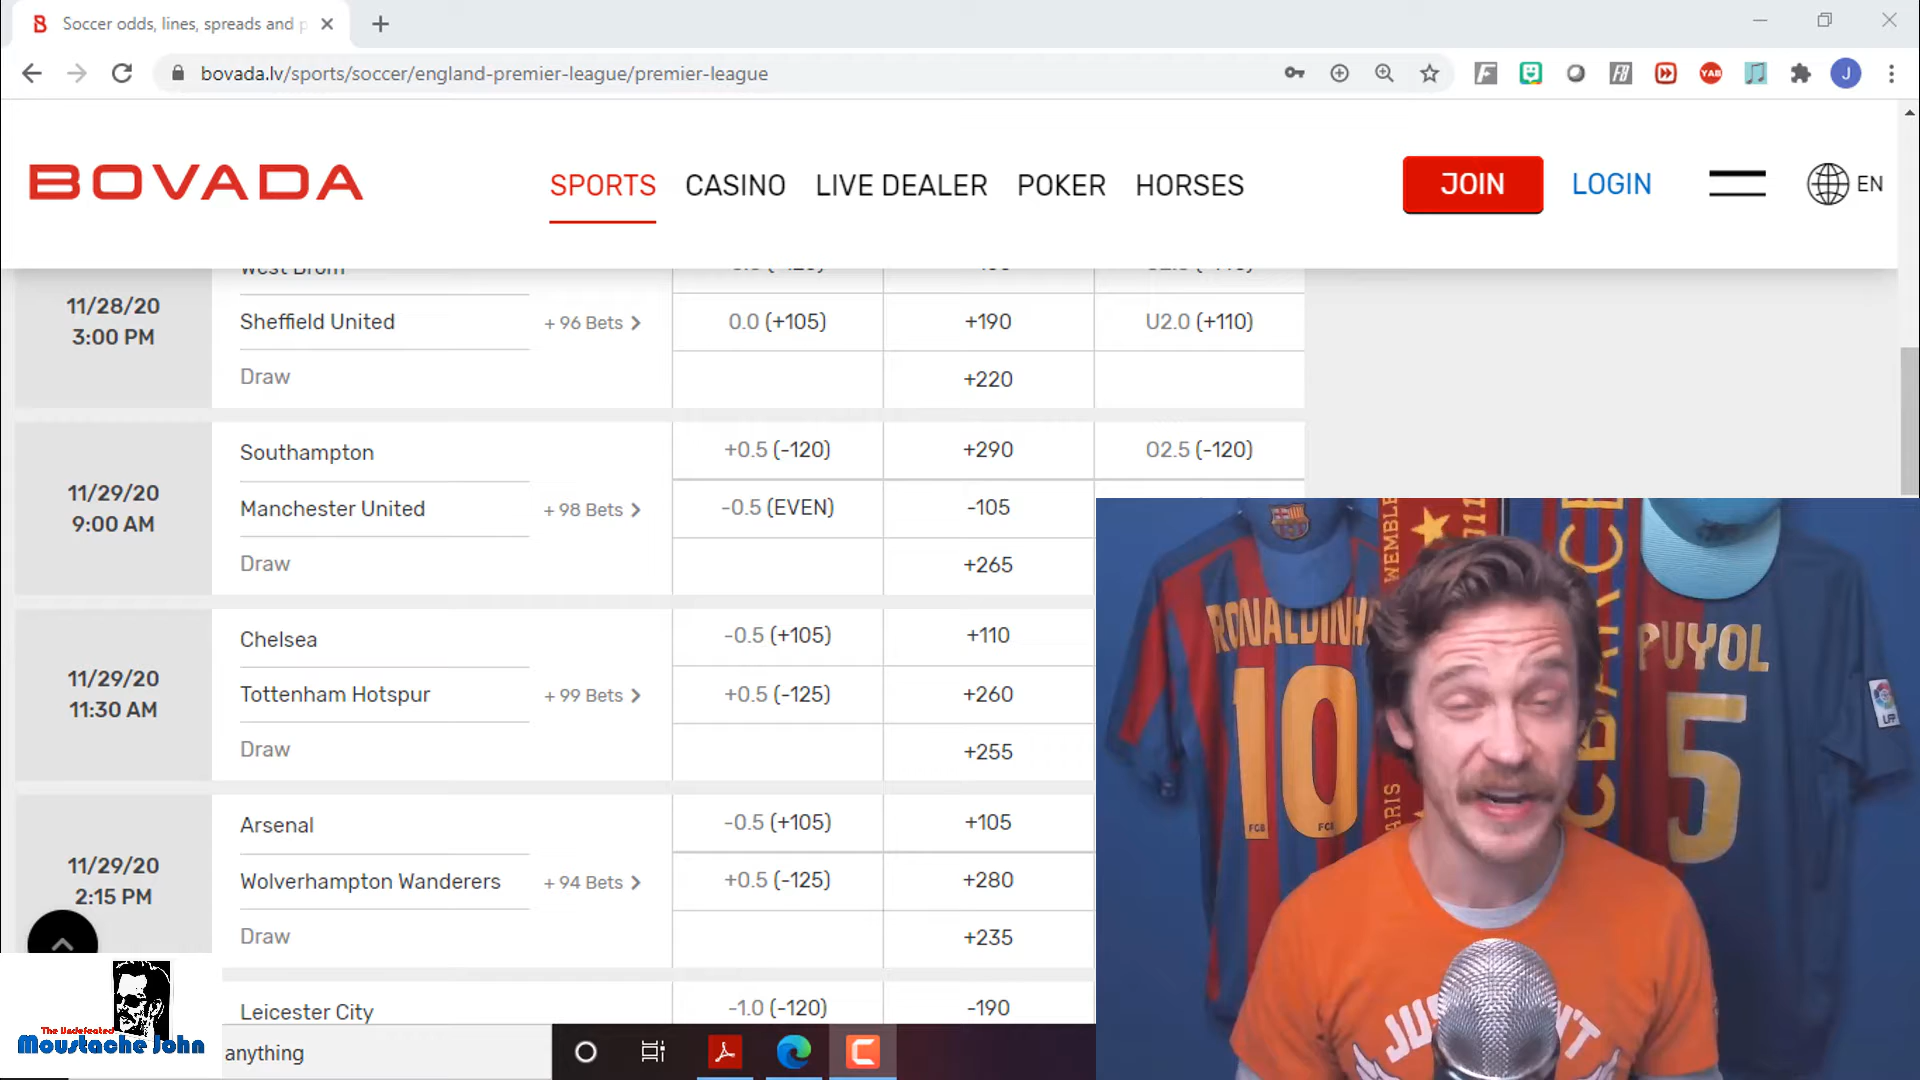 Soccer odds, lines, spreads and p
bovada.lv/sports/soccer/england-premier-league/premier-league
YAB
J
BOVADA
SPORTS CASINO LIVE DEALER POKER HORSES
JOIN LOGIN EN
11/28/20
3:00 PM
Sheffield United + 96 Bets 0.0 (+105) +190 U2.0 (+110)
Draw +220
11/29/20
9:00 AM
Southampton +0.5 (-120) +290 O2.5 (-120)
Manchester United + 98 Bets -0.5 (EVEN) -105
Draw +265
11/29/20
11:30 AM
Chelsea -0.5 (+105) +110
Tottenham Hotspur + 99 Bets +0.5 (-125) +260
Draw +255
11/29/20
2:15 PM
Arsenal -0.5 (+105) +105
Wolverhampton Wanderers + 94 Bets +0.5 (-125) +280
Draw +235
Leicester City -1.0 (-120) -190
RONALDINH
10
FCB
PUYOL
5
LFP
The Undefeated
Moustache John
anything